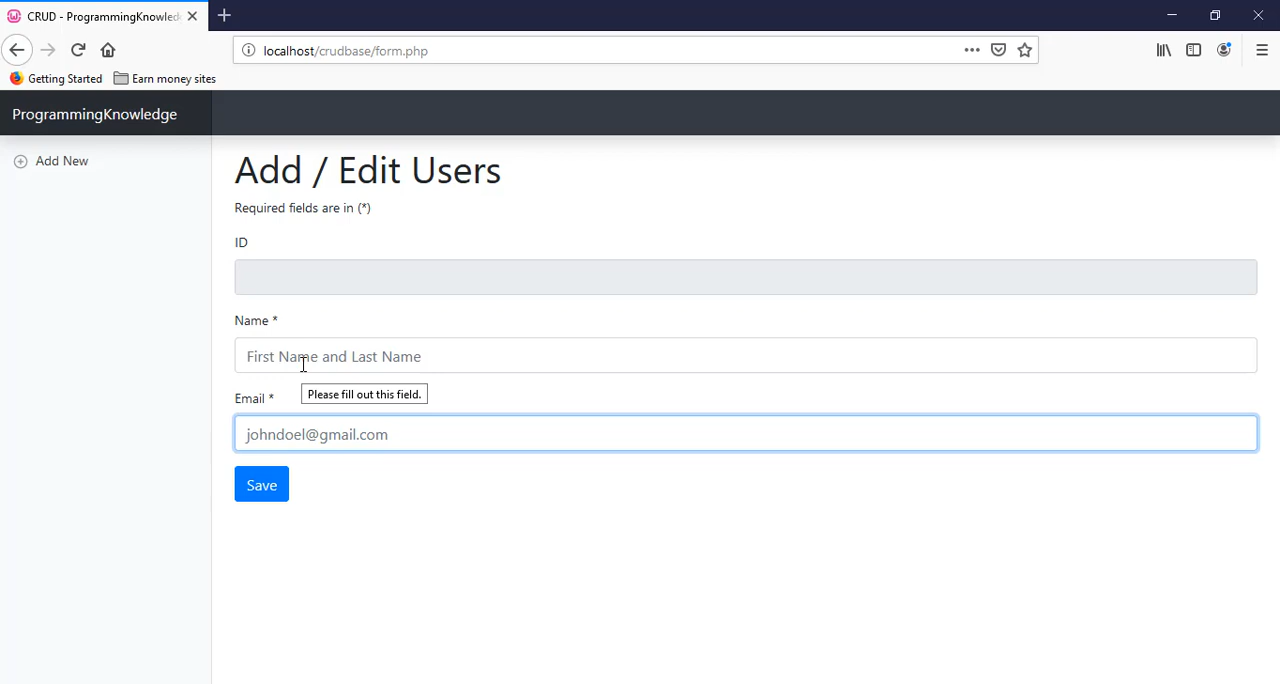 CRUD - ProgrammingKnowled
localhost/crudbase/form.php
Getting Started
Earn money sites
ProgrammingKnowledge
Add New
Add / Edit Users
Required fields are in (*)
ID
Name *
First Name and Last Name
Please fill out this field.
Email *
johndoel@gmail.com
Save